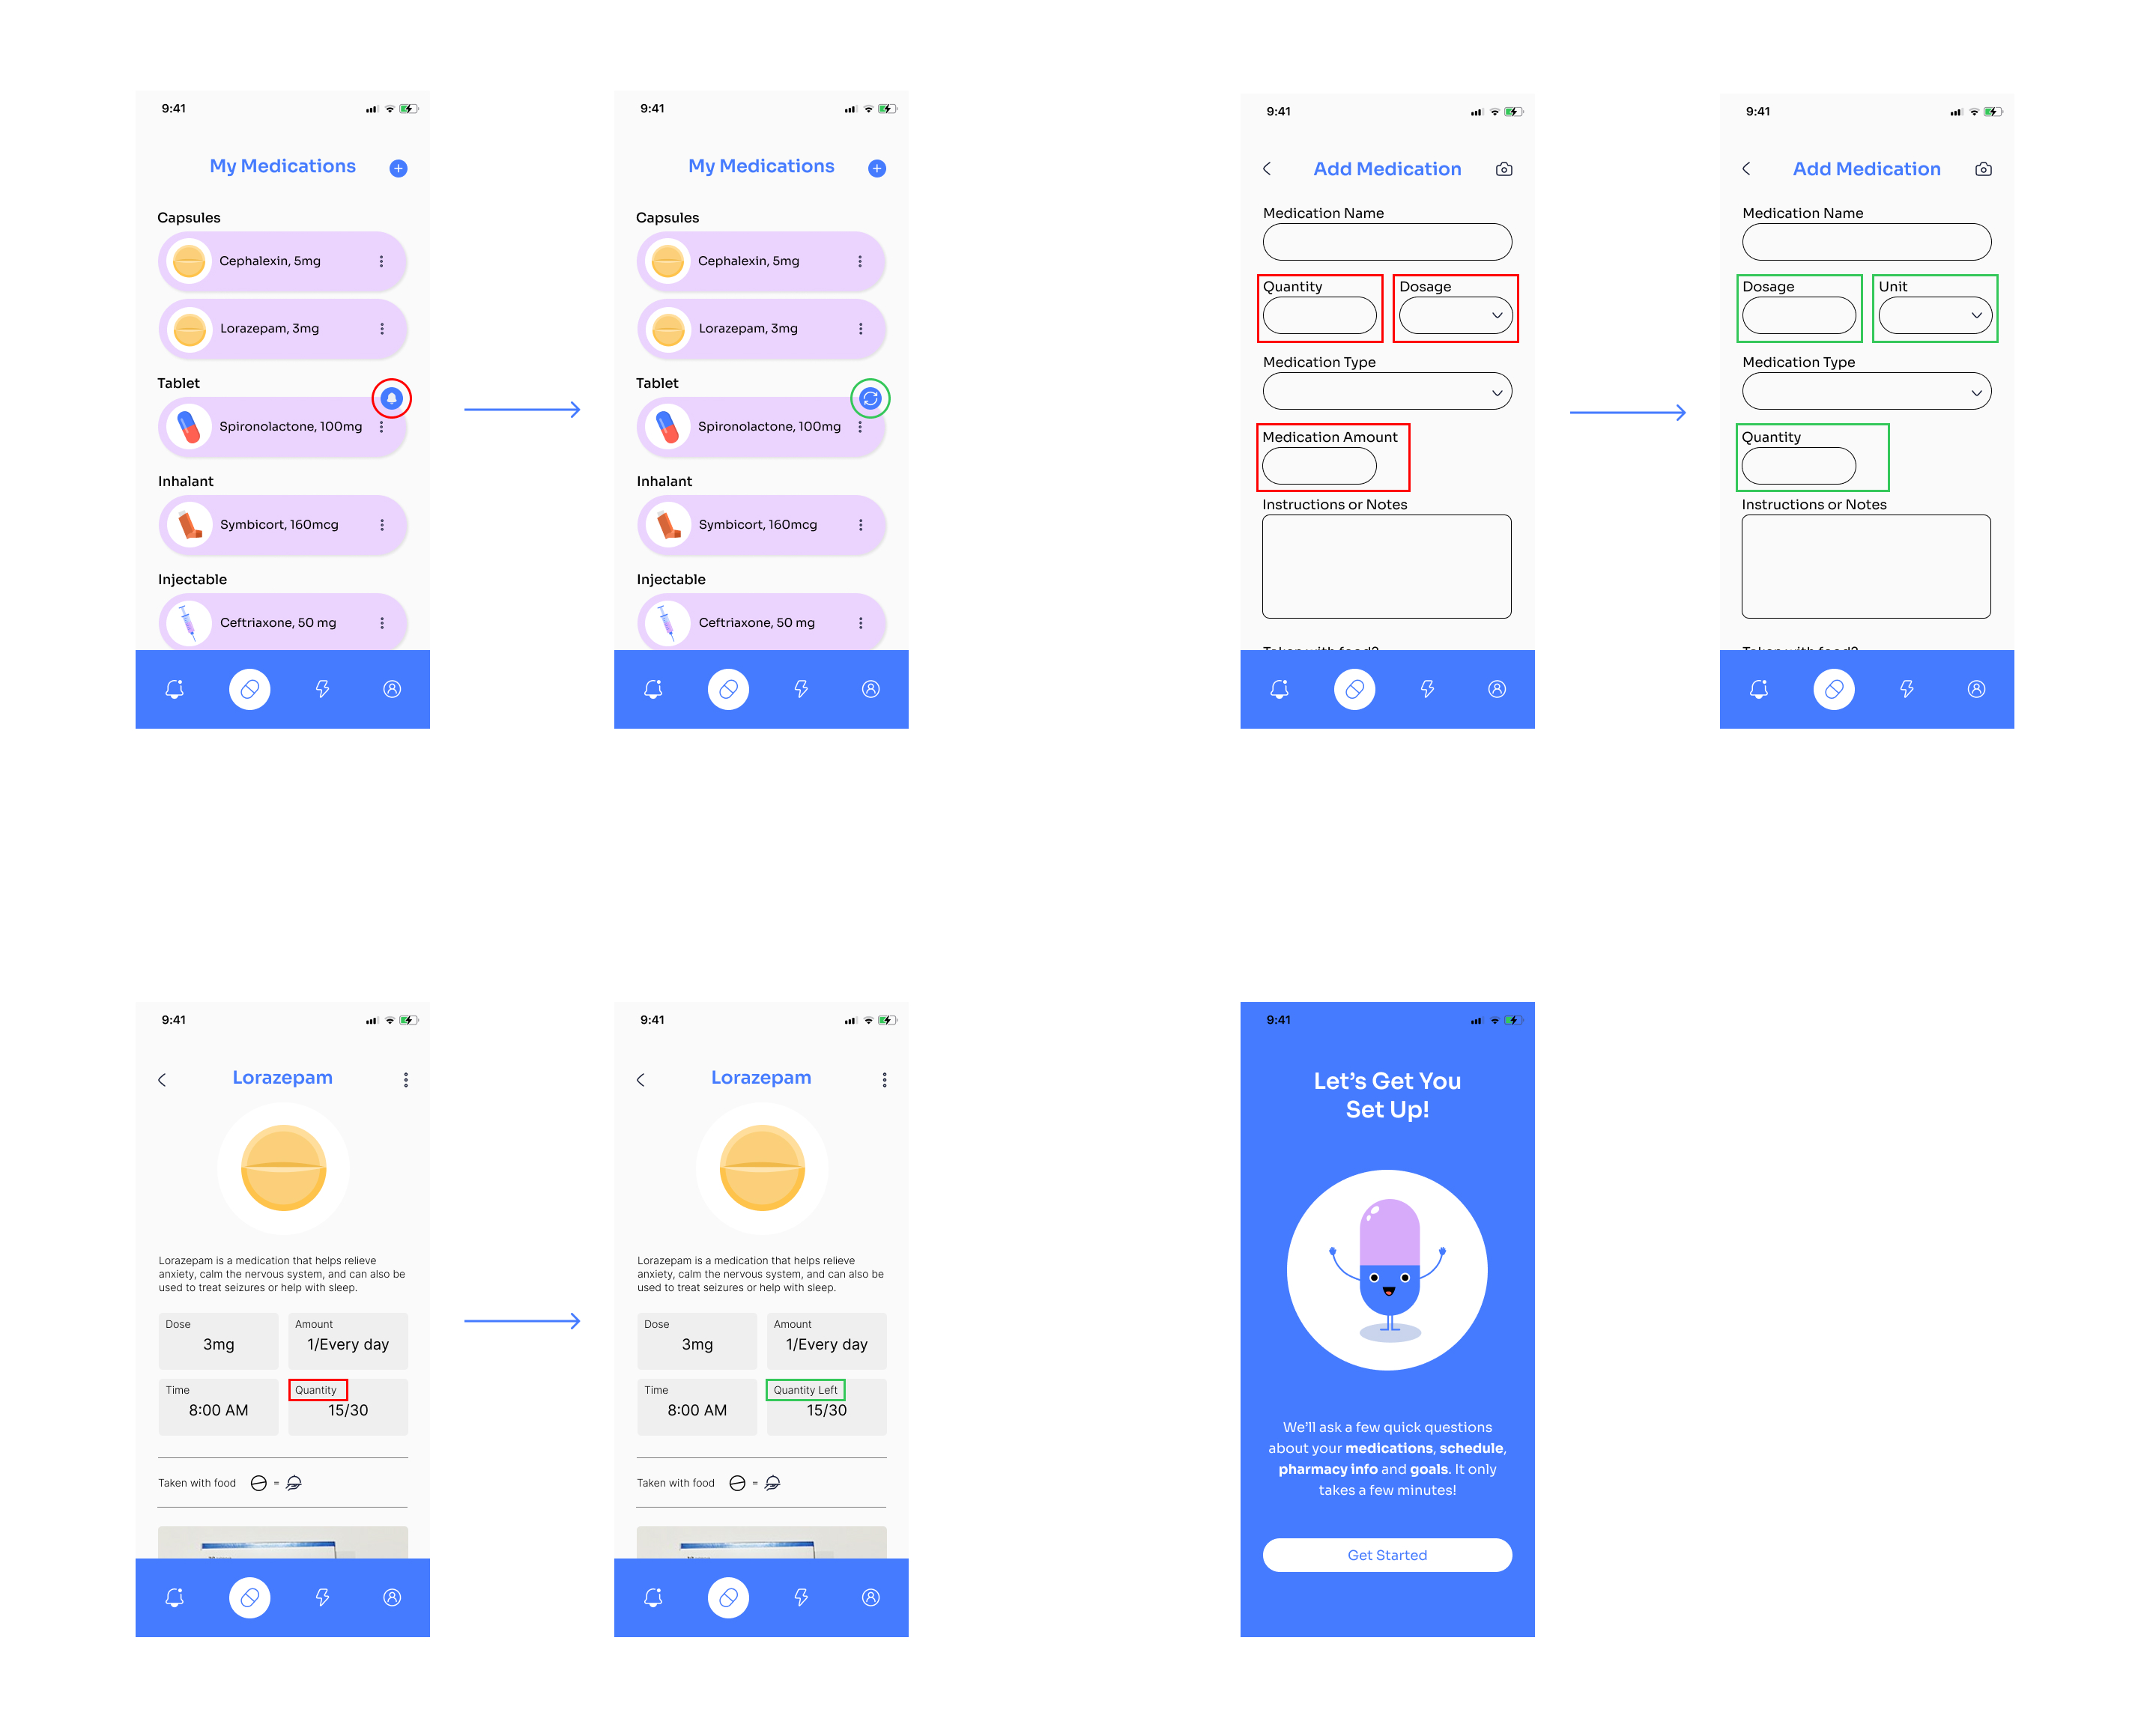 9:41
My Medications
Capsules
Cephalexin, 5mg
Lorazepam, 3mg
Tablet
Spironolactone, 100mg
Inhalant
Symbicort, 160mcg
Injectable
Ceftriaxone, 50 mg
9:41
My Medications
Capsules
Cephalexin, 5mg
Lorazepam, 3mg
Tablet
Spironolactone, 100mg
Inhalant
Symbicort, 160mcg
Injectable
Ceftriaxone, 50 mg
9:41
Add Medication
Medication Name
Quantity
Dosage
Medication Type
Medication Amount
Instructions or Notes
Taken with food?
9:41
Add Medication
Medication Name
Dosage
Unit
Medication Type
Quantity
Instructions or Notes
Taken with food?
9:41
Lorazepam
Lorazepam is a medication that helps relieve
anxiety, calm the nervous system, and can also be
used to treat seizures or help with sleep.
Dose
3mg
Amount
1/Every day
Time
8:00 AM
Quantity
15/30
Taken with food
=
9:41
Lorazepam
Lorazepam is a medication that helps relieve
anxiety, calm the nervous system, and can also be
used to treat seizures or help with sleep.
Dose
3mg
Amount
1/Every day
Time
8:00 AM
Quantity Left
15/30
Taken with food
=
9:41
Let's Get You
Set Up!
We'll ask a few quick questions
about your medications, schedule,
pharmacy info and goals. It only
takes a few minutes!
Get Started